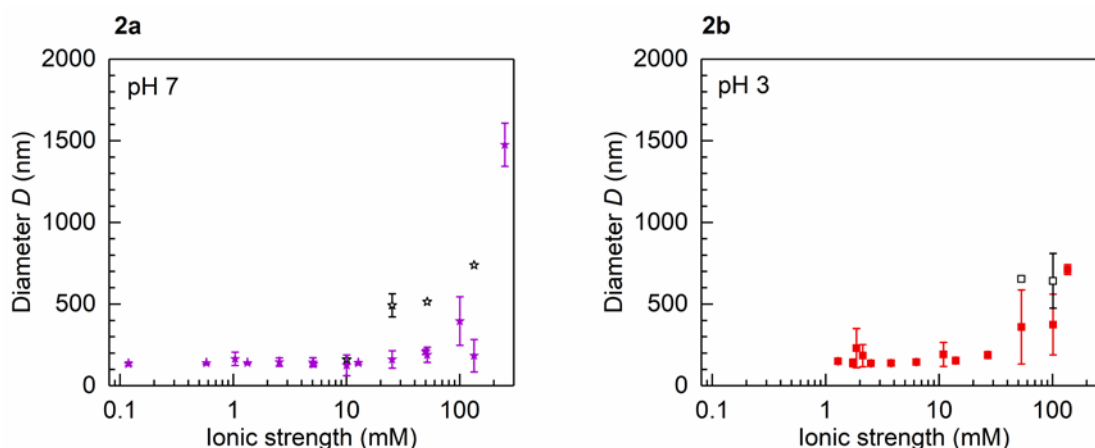 2a
2000
1500
1000
500
0
Diameter D (nm)
pH 7
0.1
1
10
100
Ionic strength (mM)
2b
2000
1500
1000
500
0
Diameter D (nm)
pH 3
0.1
1
10
100
Ionic strength (mM)